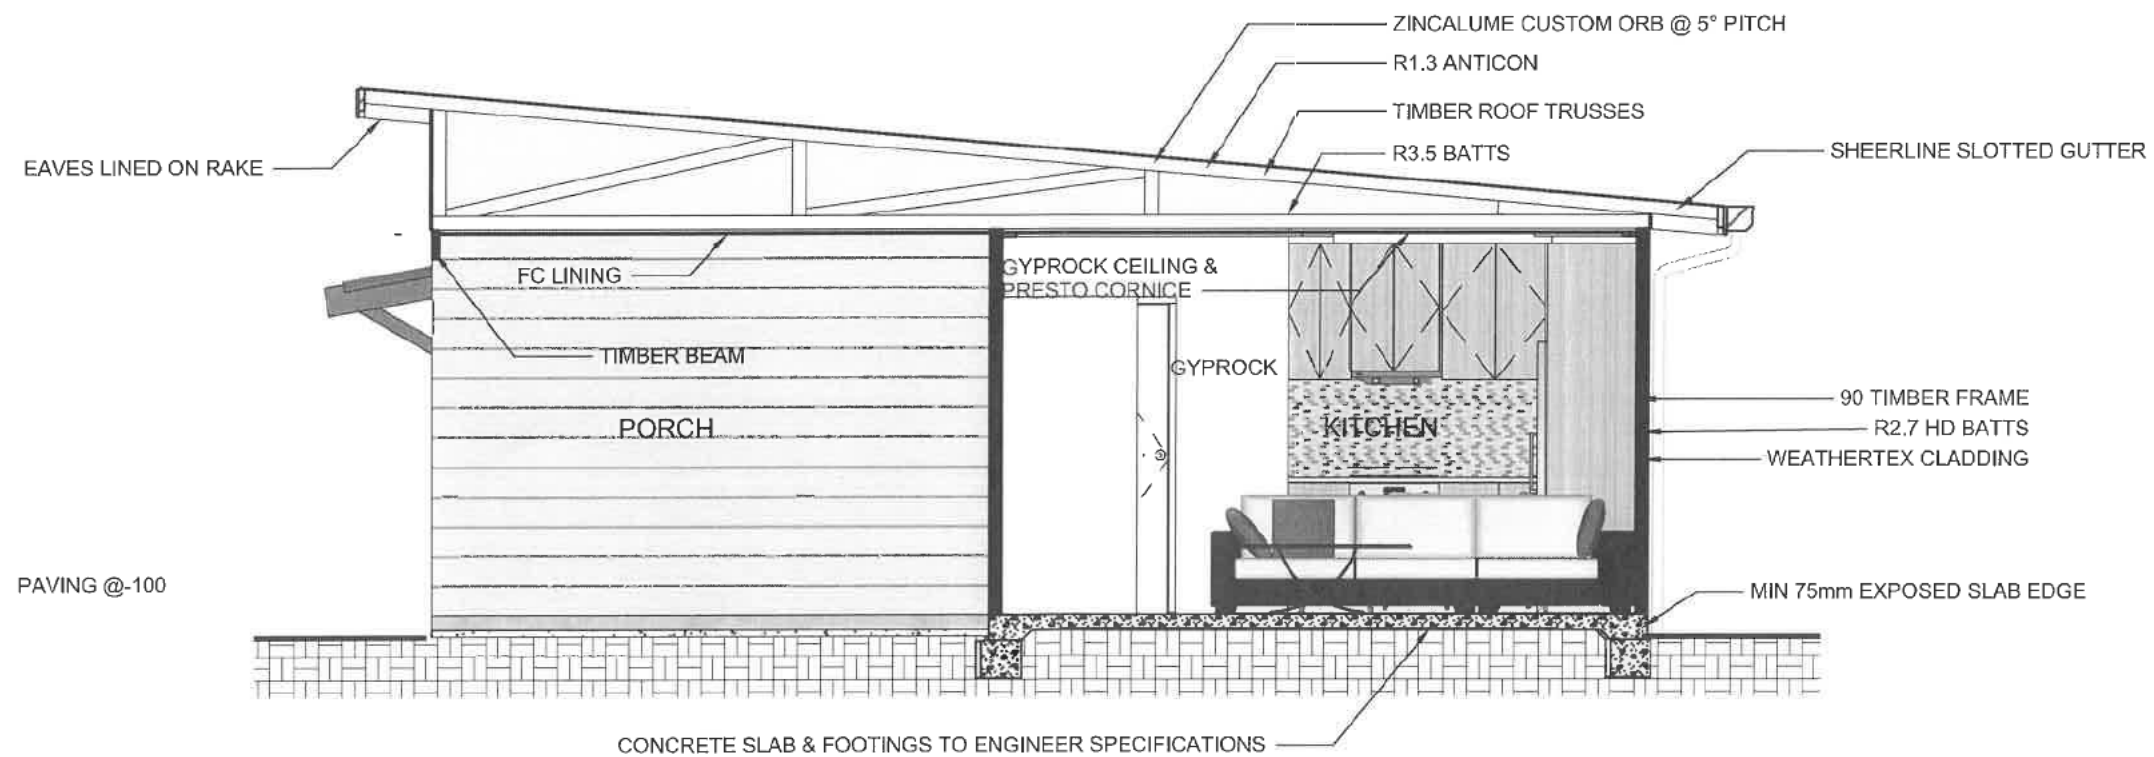 ZINCALUME CUSTOM ORB @ 5° PITCH
R1.3 ANTICON
TIMBER ROOF TRUSSES
R3.5 BATTS
SHEERLINE SLOTTED GUTTER
EAVES LINED ON RAKE
FC LINING
GYPROCK CEILING &
PRESTO CORNICE
TIMBER BEAM
GYPROCK
PORCH
KITCHEN
90 TIMBER FRAME
R2.7 HD BATTS
WEATHERTEX CLADDING
PAVING @-100
MIN 75mm EXPOSED SLAB EDGE
CONCRETE SLAB & FOOTINGS TO ENGINEER SPECIFICATIONS